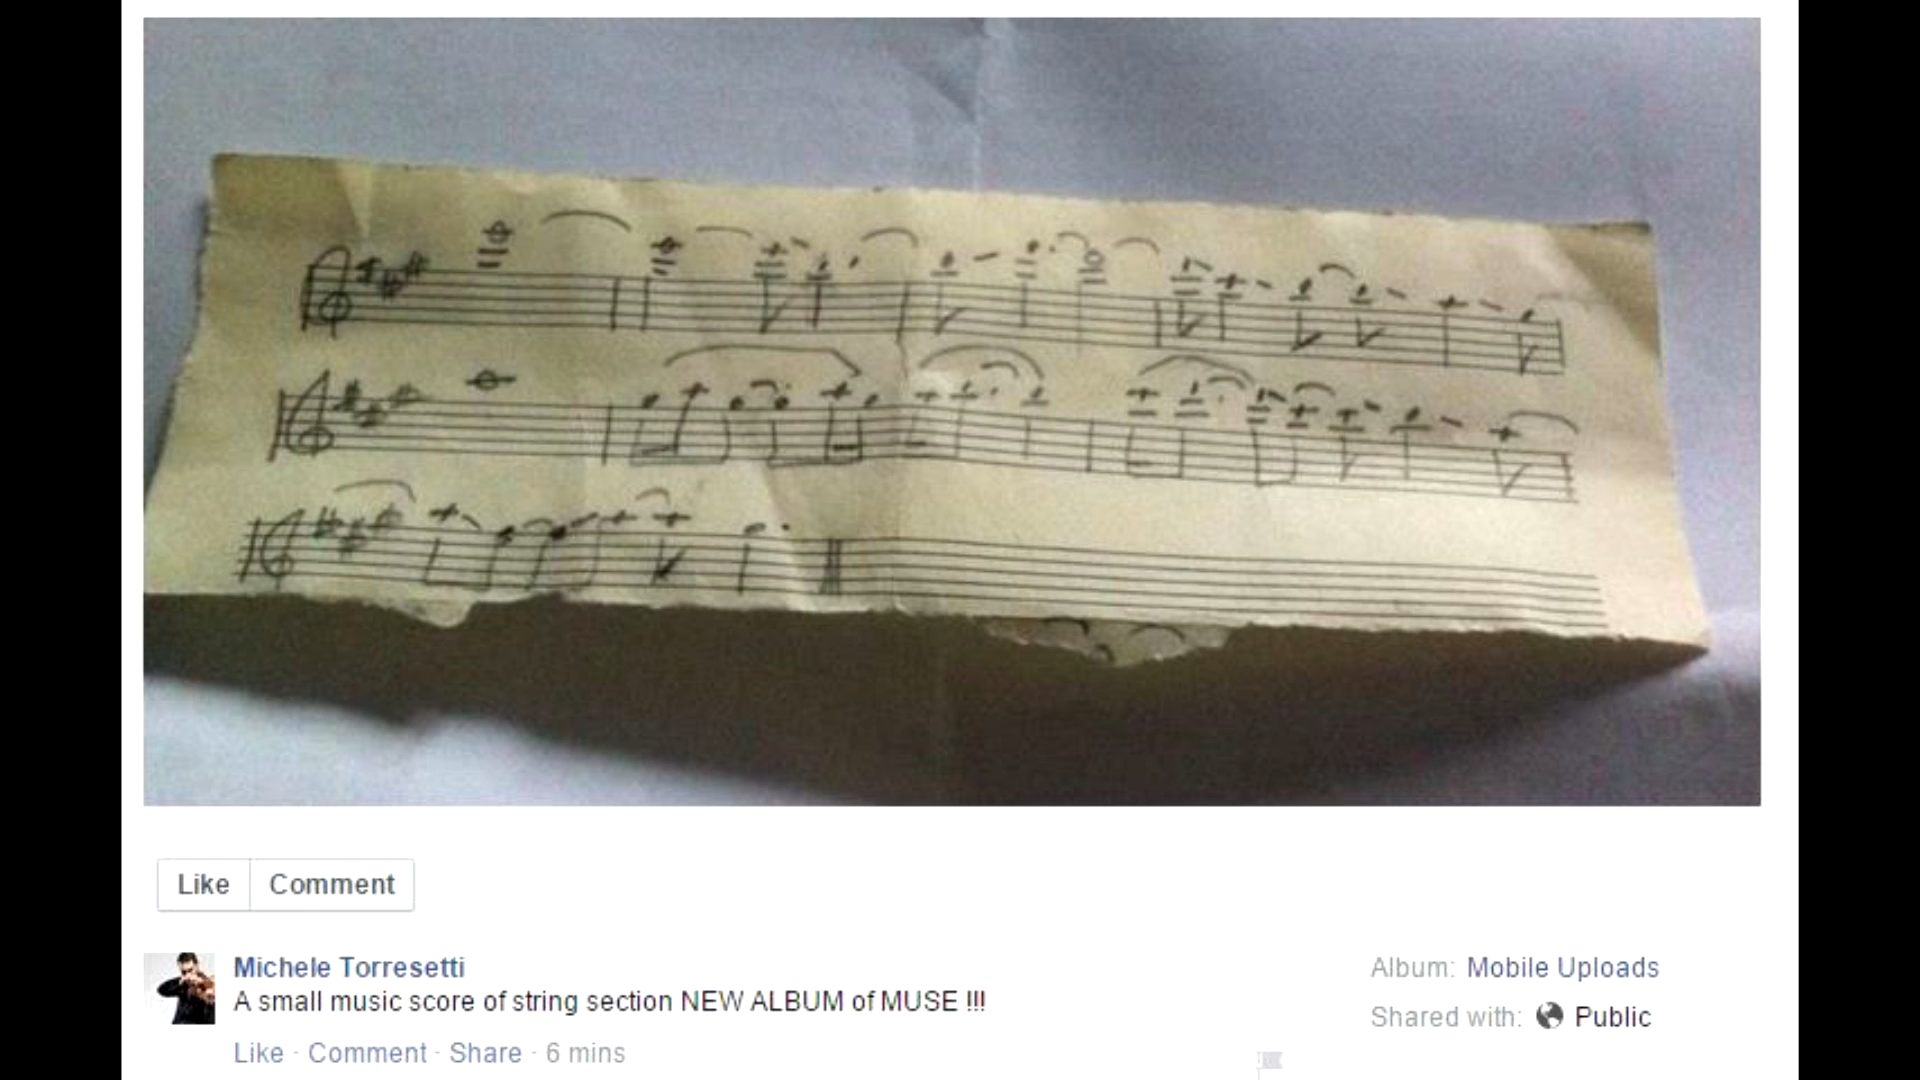 Like Comment
Michele Torresetti
A small music score of string section NEW ALBUM of MUSE !!!
Like · Comment · Share · 6 mins
Album: Mobile Uploads
Shared with: Public